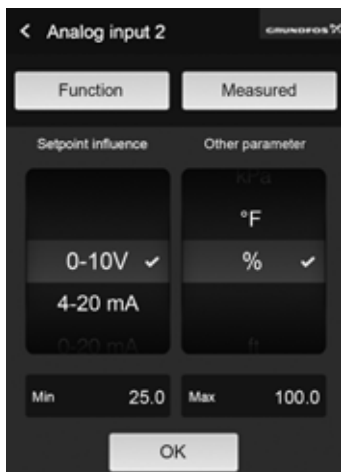 Analog input 2
GRUNDFOS
Function
Measured
Setpoint influence
Other parameter
kPa
°F
0-10V
%
4-20 mA
0-20 mA
ft
Min 25.0
Max 100.0
OK